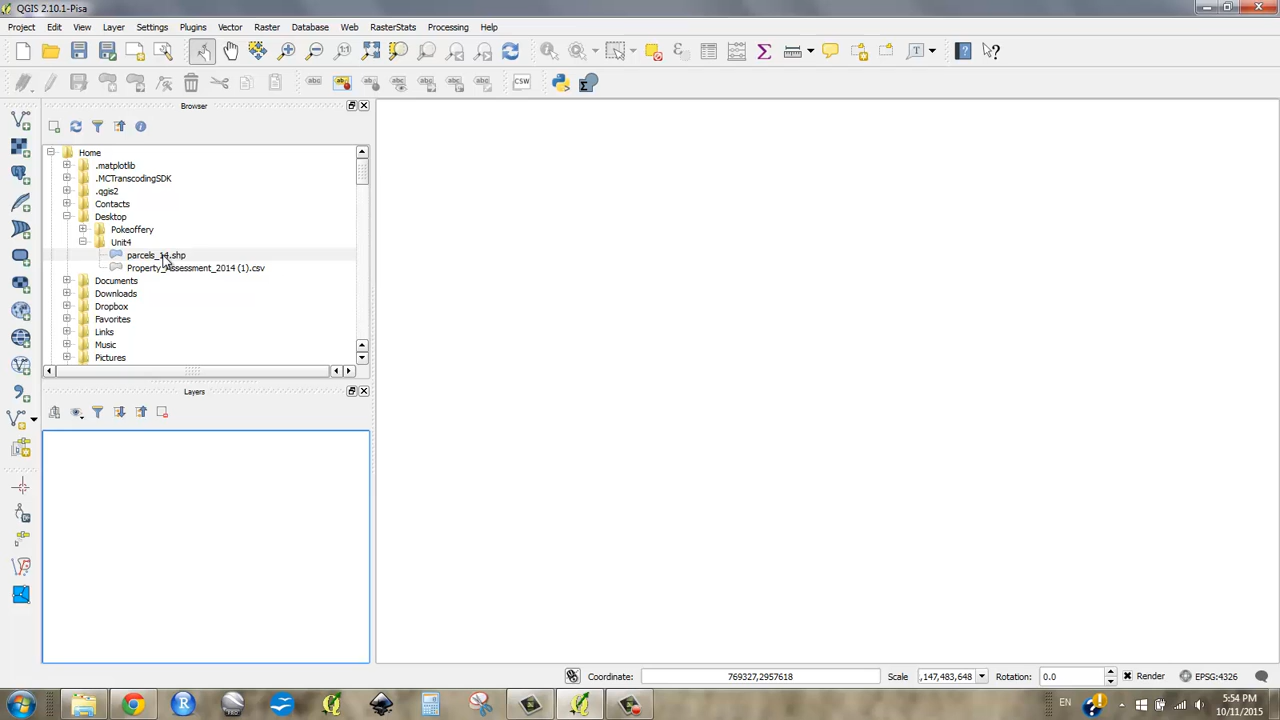 QGIS 2.10.1-Pisa
Project Edit View Layer Settings Plugins Vector Raster Database Web RasterStats Processing Help
CSW
Browser
Home
.matplotlib
.MCTranscodingSDK
.qgis2
Contacts
Desktop
Pokeoffery
Unit4
parcels_14.shp
Property_Assessment_2014 (1).csv
Documents
Downloads
Dropbox
Favorites
Links
Music
Pictures
Layers
Coordinate: 769327,2957618 Scale ,147,483,648 Rotation: 0.0 Render EPSG:4326
EN 5:54 PM
10/11/2015